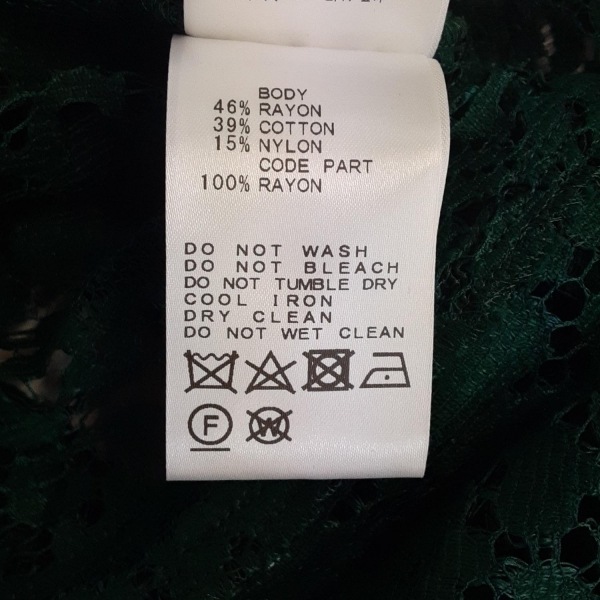 BODY
46% RAYON
39% COTTON
15% NYLON
CODE PART
100% RAYON
DO NOT WASH
DO NOT BLEACH
DO NOT TUMBLE DRY
COOL IRON
DRY CLEAN
DO NOT WET CLEAN
F W